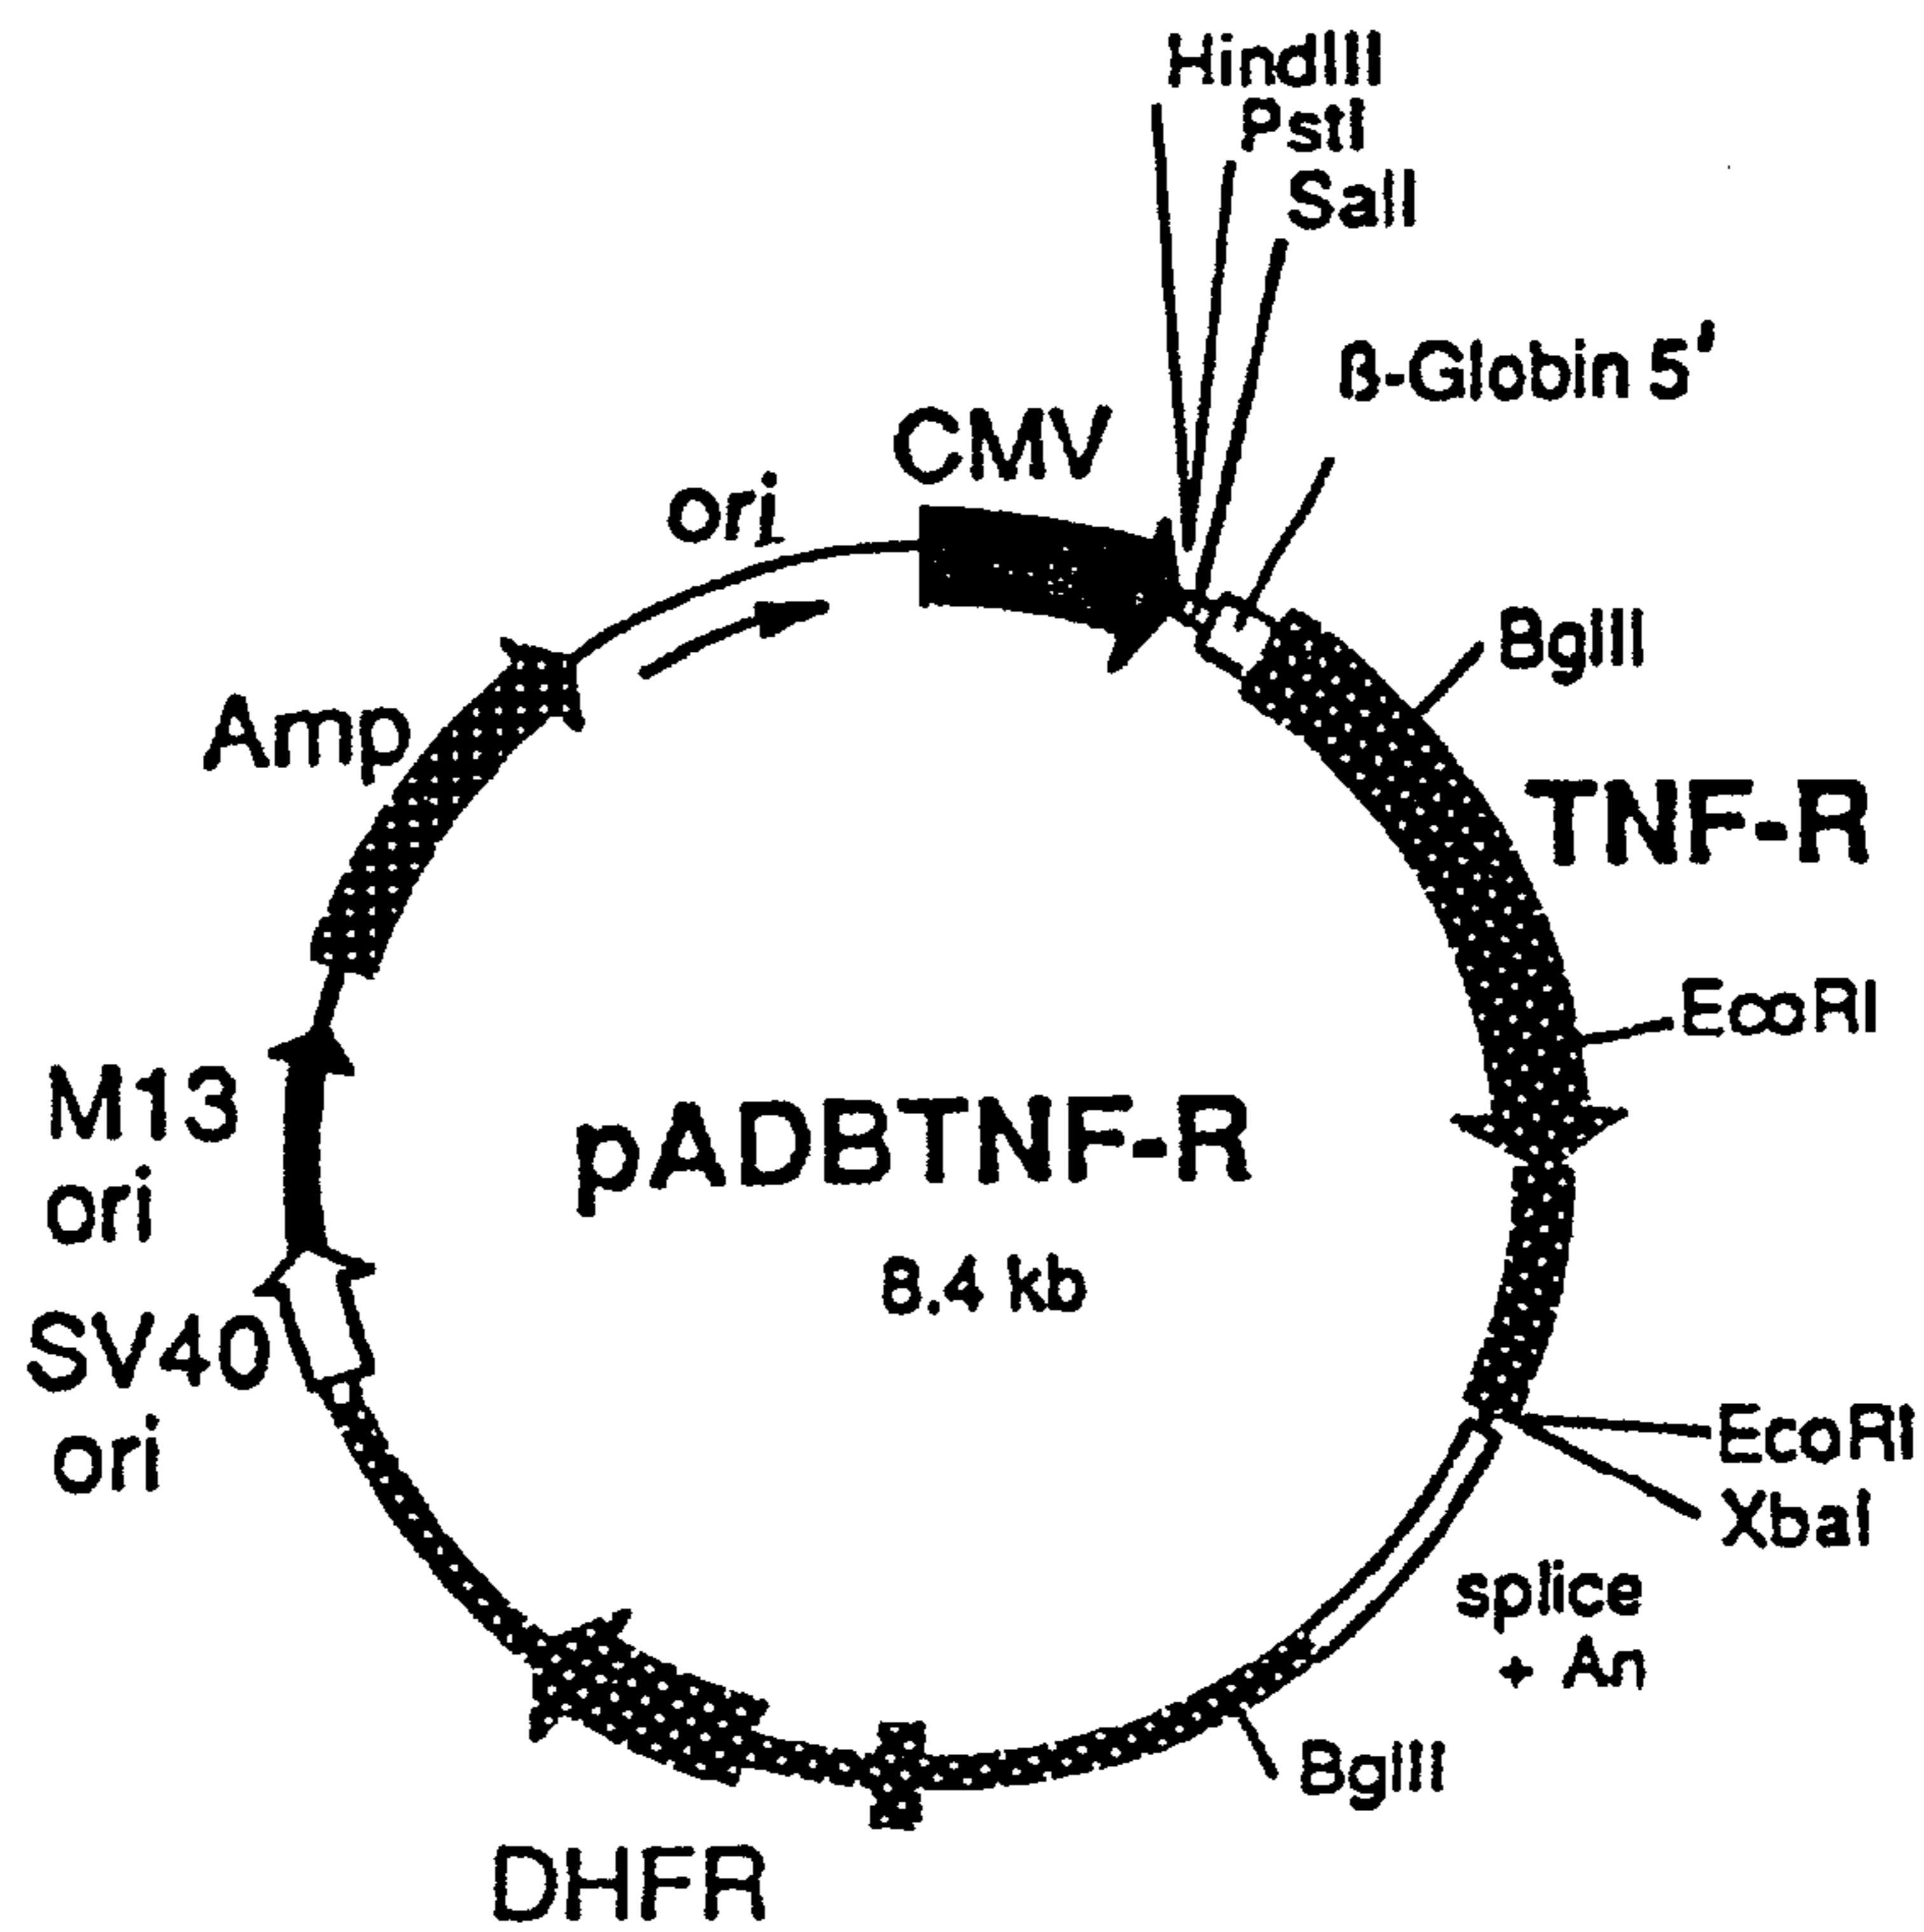 HindIII
PstI
SalI
ß-Globin 5'
CMV
ori
BglII
Amp
TNF-R
EcoRI
M13
ori
pADBTNF-R
8.4 kb
SV40
ori
EcoRI
XbaI
splice
+ An
BglII
DHFR